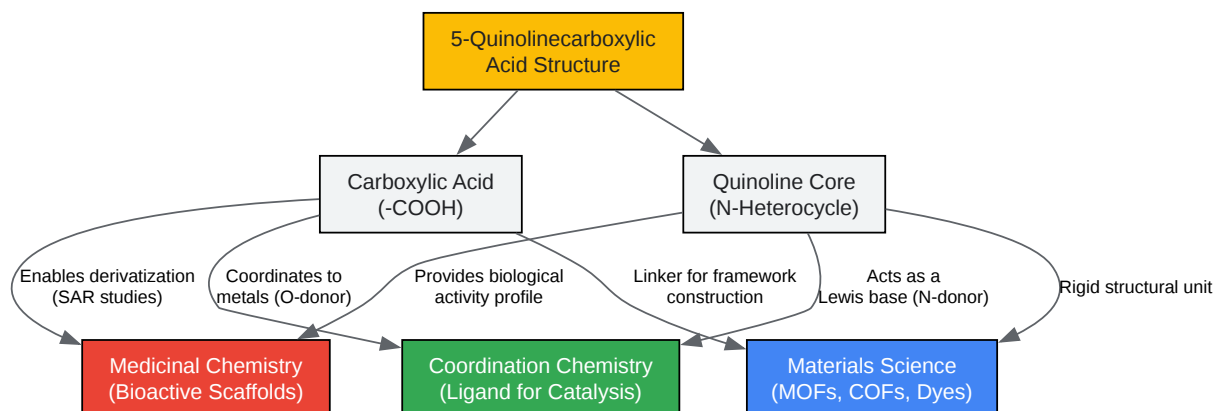 5-Quinolinecarboxylic
Acid Structure
Carboxylic Acid
(-COOH)
Quinoline Core
(N-Heterocycle)
Enables derivatization
(SAR studies)
Coordinates to
metals (O-donor)
Provides biological
activity profile
Linker for framework
construction
Acts as a
Lewis base (N-donor)
Rigid structural unit
Medicinal Chemistry
(Bioactive Scaffolds)
Coordination Chemistry
(Ligand for Catalysis)
Materials Science
(MOFs, COFs, Dyes)